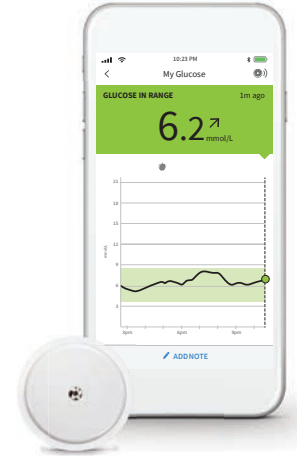 10:23 PM
My Glucose
GLUCOSE IN RANGE 1m ago
6.2 mmol/L
21
18
15
12
9
6
3
mmol/L
3pm 6pm 9pm
ADD NOTE